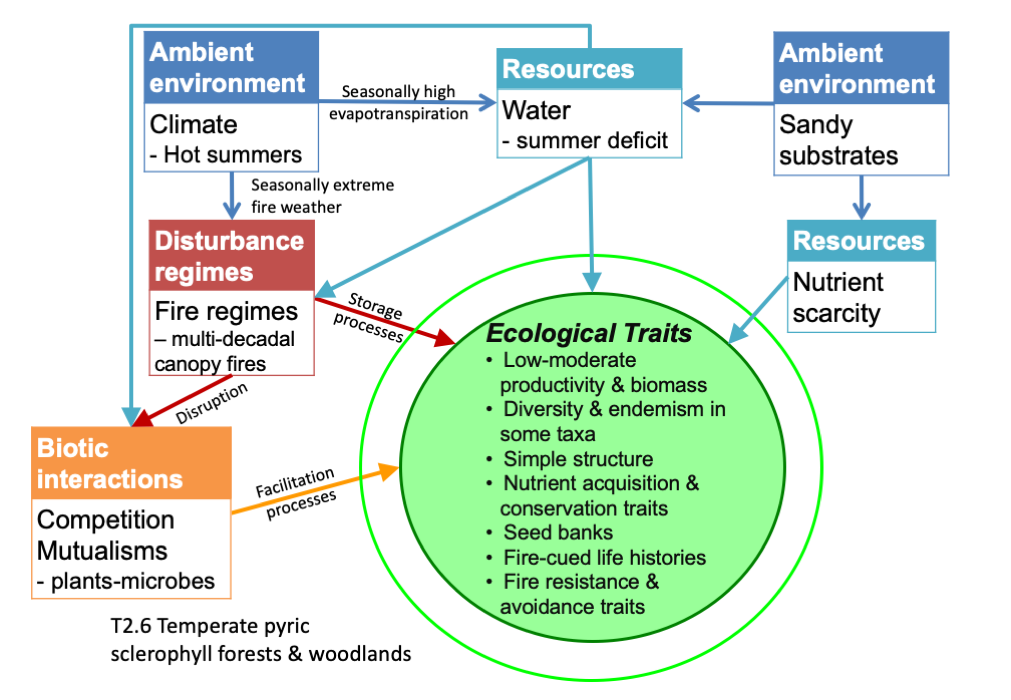 Ambient
environment
Climate
- Hot summers
Seasonally high
evapotranspiration
Resources
Water
- summer deficit
Ambient
environment
Sandy
substrates
Seasonally extreme
fire weather
Disturbance
regimes
Fire regimes
– multi-decadal
canopy fires
Storage
processes
Resources
Nutrient
scarcity
Disruption
Biotic
interactions
Competition
Mutualisms
- plants-microbes
Facilitation
processes
Ecological Traits
• Low-moderate
productivity & biomass
• Diversity & endemism in
some taxa
• Simple structure
• Nutrient acquisition &
conservation traits
• Seed banks
• Fire-cued life histories
• Fire resistance &
avoidance traits
T2.6 Temperate pyric
sclerophyll forests & woodlands